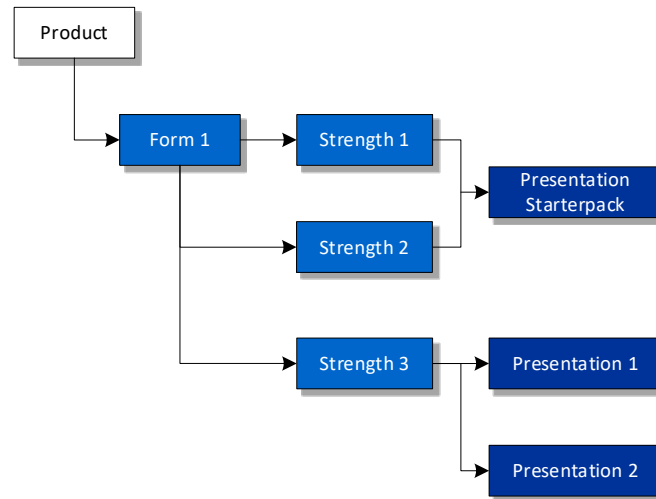 Product
Form 1
Strength 1
Strength 2
Presentation
Starterpack
Strength 3
Presentation 1
Presentation 2